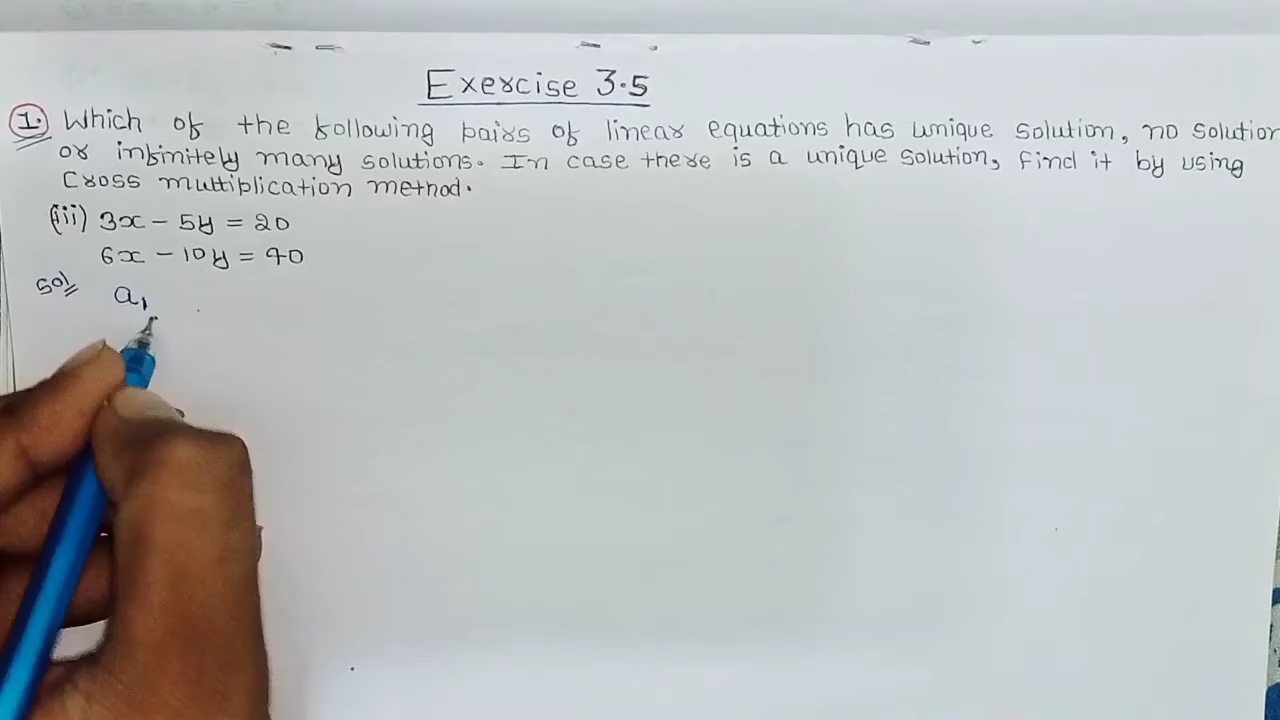 Exercise 3.5
1. Which of the following pairs of linear equations has unique solution, no solution
or infinitely many solutions. In case there is a unique solution, find it by using
Cross multiplication method.
(iii) 3x - 5y = 20
6x - 10y = 40
Sol
a₁